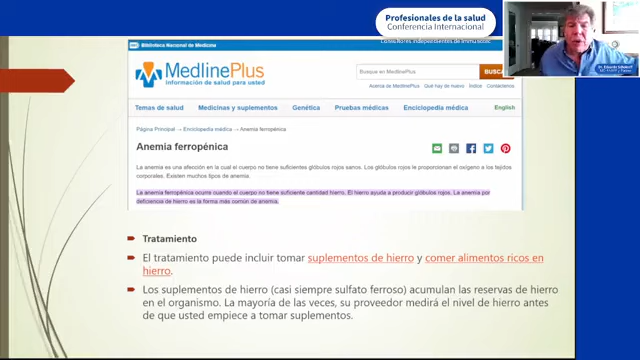 Profesionales de la salud
Conferencia Internacional
Biblioteca Nacional de Medicina
MedlinePlus
Información de salud para usted
Busque en MedlinePlus
BUSC
Acerca de MedlinePlus Qué hay de nuevo Índice Contáctenos
Temas de salud Medicinas y suplementos Genética Pruebas médicas Enciclopedia médica English
Página Principal → Enciclopedia médica → Anemia ferropénica
Anemia ferropénica
La anemia es una afección en la cual el cuerpo no tiene suficientes glóbulos rojos sanos. Los glóbulos rojos le proporcionan el oxígeno a los tejidos
corporales. Existen muchos tipos de anemia.
La anemia ferropénica ocurre cuando el cuerpo no tiene suficiente cantidad hierro. El hierro ayuda a producir glóbulos rojos. La anemia por
deficiencia de hierro es la forma más común de anemia.
Tratamiento
El tratamiento puede incluir tomar suplementos de hierro y comer alimentos ricos en
hierro.
Los suplementos de hierro (casi siempre sulfato ferroso) acumulan las reservas de hierro
en el organismo. La mayoría de las veces, su proveedor medirá el nivel de hierro antes
de que usted empiece a tomar suplementos.